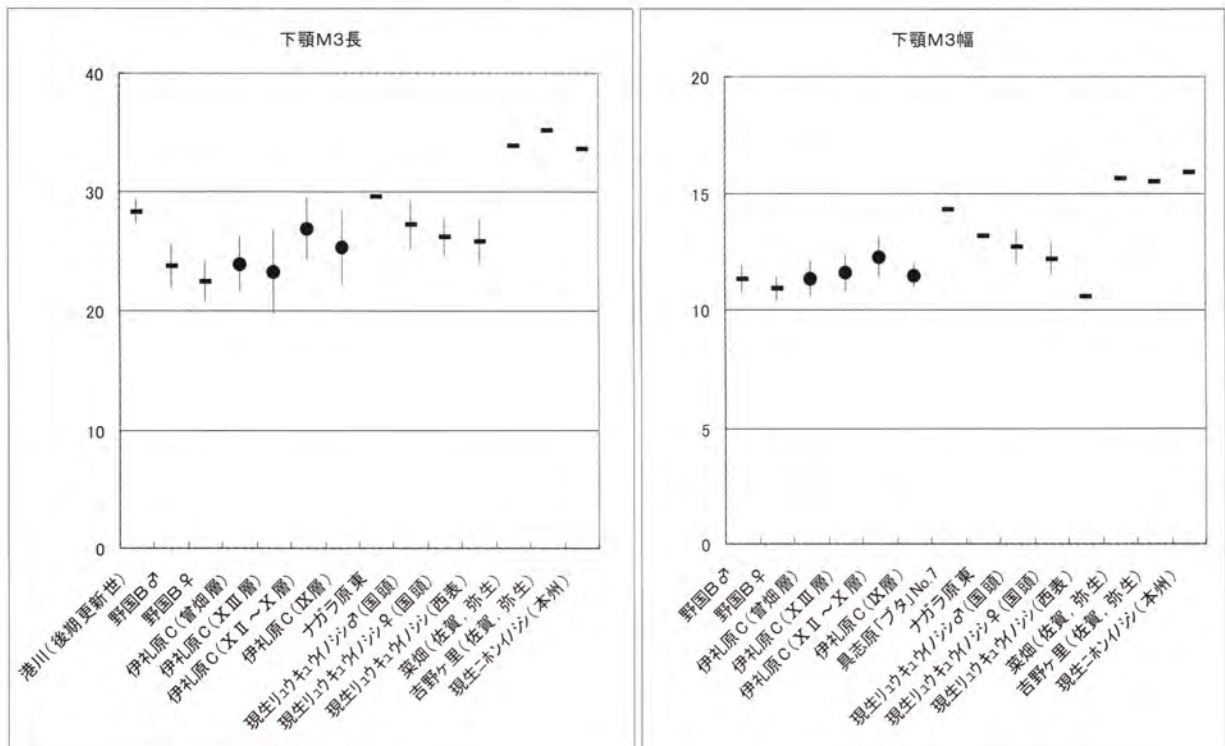 下顎M3長
40
30
20
10
0
港川(後期更新世)
野国B♂
野国B♀
伊礼原C(曽畑層)
伊礼原C(ⅩⅢ層)
伊礼原C(ⅩⅡ～Ⅹ層)
伊礼原C(Ⅸ層)
ナガラ原東
現生リュウキュウイノシシ♂(国頭)
現生リュウキュウイノシシ♀(国頭)
現生リュウキュウイノシシ(西表)
菜畑(佐賀, 弥生)
吉野ヶ里(佐賀, 弥生)
現生ニホンイノシシ(本州)
下顎M3幅
20
15
10
5
0
野国B♂
野国B♀
伊礼原C(曽畑層)
伊礼原C(ⅩⅢ層)
伊礼原C(ⅩⅡ～Ⅹ層)
伊礼原C(Ⅸ層)
具志原「ブタ」No.7
ナガラ原東
現生リュウキュウイノシシ♂(国頭)
現生リュウキュウイノシシ♀(国頭)
現生リュウキュウイノシシ(西表)
菜畑(佐賀, 弥生)
吉野ヶ里(佐賀, 弥生)
現生ニホンイノシシ(本州)